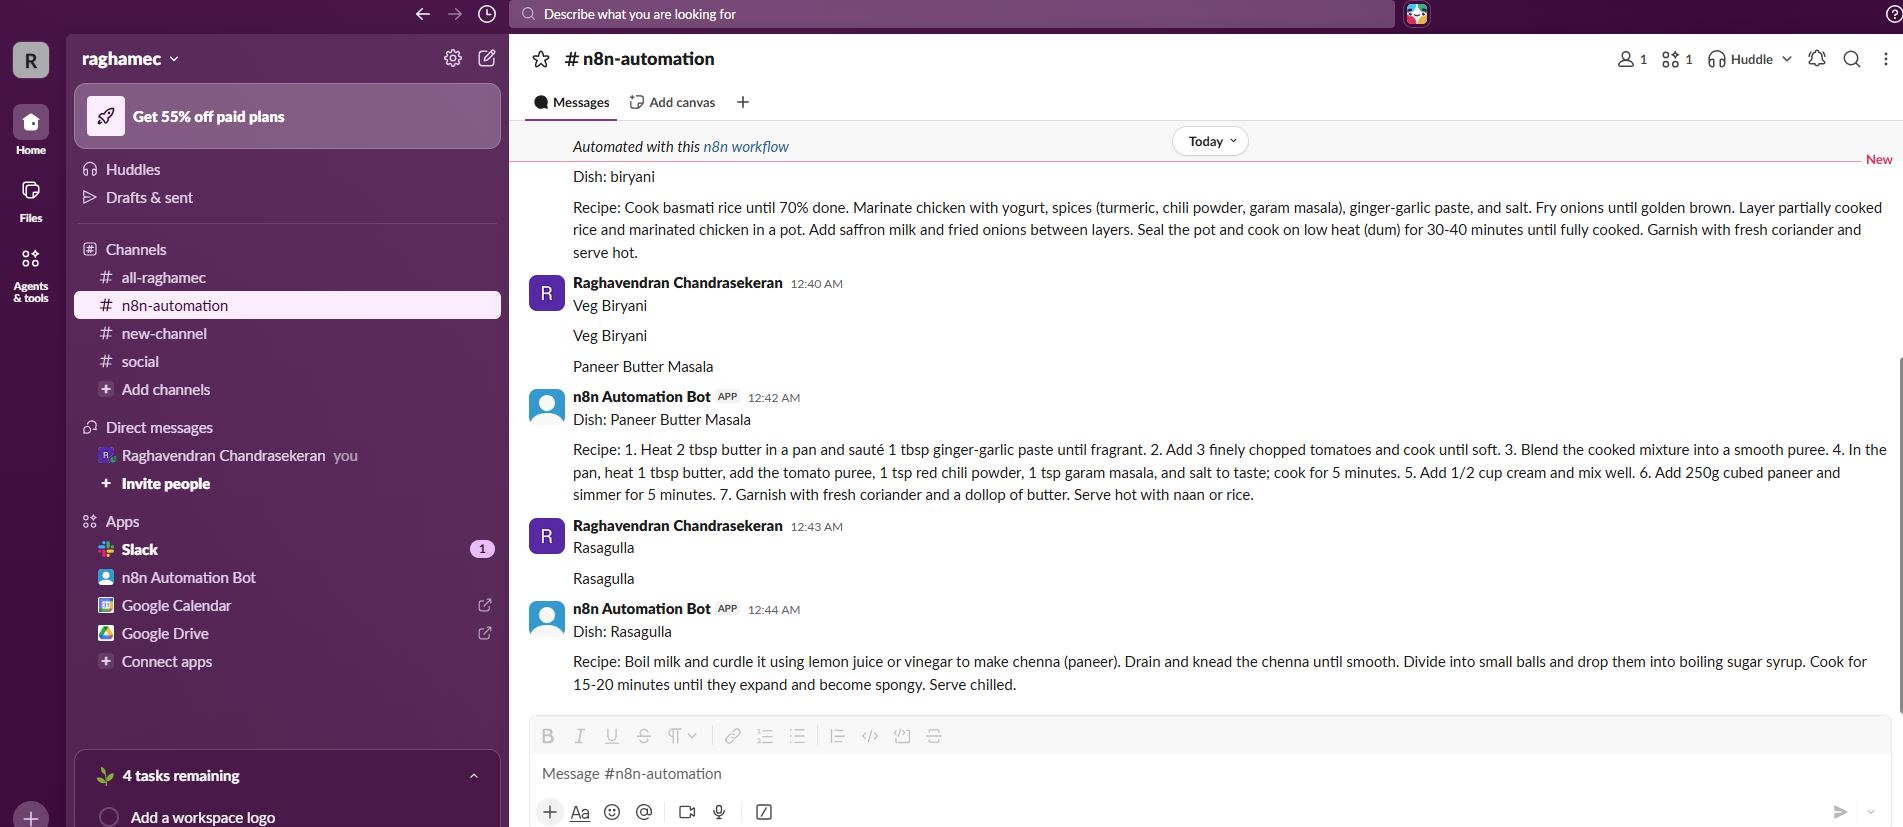 Describe what you are looking for
R
raghamec
# n8n-automation
1
1
Huddle
Get 55% off paid plans
Messages
Add canvas
Home
Automated with this n8n workflow
Today
New
Huddles
Dish: biryani
Drafts & sent
Files
Recipe: Cook basmati rice until 70% done. Marinate chicken with yogurt, spices (turmeric, chili powder, garam masala), ginger-garlic paste, and salt. Fry onions until golden brown. Layer partially cooked
rice and marinated chicken in a pot. Add saffron milk and fried onions between layers. Seal the pot and cook on low heat (dum) for 30-40 minutes until fully cooked. Garnish with fresh coriander and
serve hot.
Channels
# all-raghamec
Agents
& tools
# n8n-automation
# new-channel
# social
Add channels
R
Raghavendran Chandrasekeran 12:40 AM
Veg Biryani
Veg Biryani
Paneer Butter Masala
n8n Automation Bot APP 12:42 AM
Dish: Paneer Butter Masala
Direct messages
R Raghavendran Chandrasekeran you
Invite people
Recipe: 1. Heat 2 tbsp butter in a pan and sauté 1 tbsp ginger-garlic paste until fragrant. 2. Add 3 finely chopped tomatoes and cook until soft. 3. Blend the cooked mixture into a smooth puree. 4. In the
pan, heat 1 tbsp butter, add the tomato puree, 1 tsp red chili powder, 1 tsp garam masala, and salt to taste; cook for 5 minutes. 5. Add 1/2 cup cream and mix well. 6. Add 250g cubed paneer and
simmer for 5 minutes. 7. Garnish with fresh coriander and a dollop of butter. Serve hot with naan or rice.
Apps
Slack 1
n8n Automation Bot
Google Calendar
Google Drive
Connect apps
R
Raghavendran Chandrasekeran 12:43 AM
Rasagulla
Rasagulla
n8n Automation Bot APP 12:44 AM
Dish: Rasagulla
Recipe: Boil milk and curdle it using lemon juice or vinegar to make chenna (paneer). Drain and knead the chenna until smooth. Divide into small balls and drop them into boiling sugar syrup. Cook for
15-20 minutes until they expand and become spongy. Serve chilled.
Message #n8n-automation
Aa
4 tasks remaining
Add a workspace logo